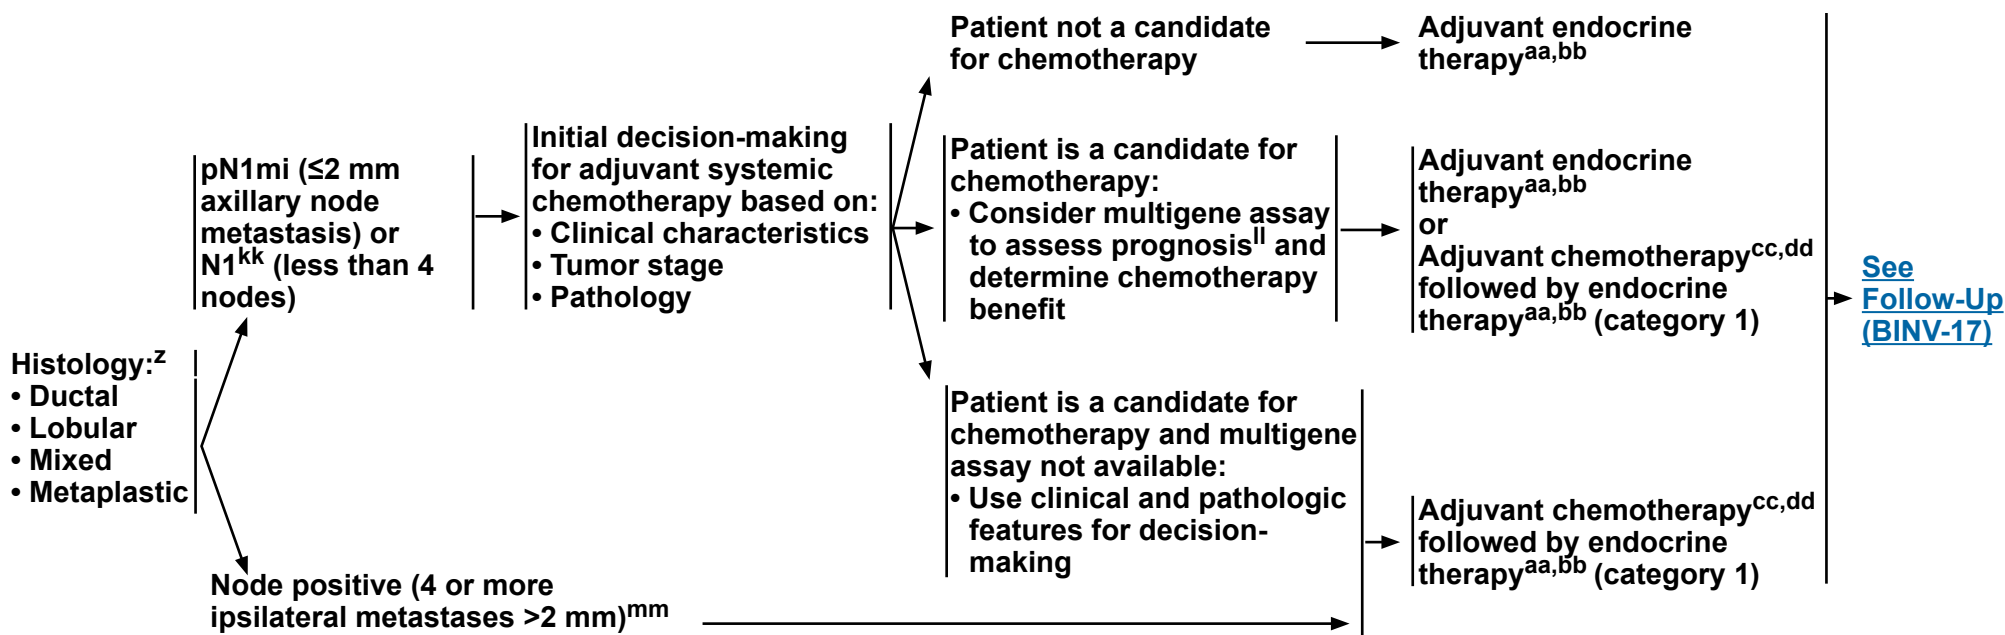 Histology:z
• Ductal
• Lobular
• Mixed
• Metaplastic
pN1mi (≤2 mm
axillary node
metastasis) or
N1kk (less than 4
nodes)
Node positive (4 or more
ipsilateral metastases >2 mm)mm
Initial decision-making
for adjuvant systemic
chemotherapy based on:
• Clinical characteristics
• Tumor stage
• Pathology
Patient not a candidate
for chemotherapy
Adjuvant endocrine
therapyaa,bb
Patient is a candidate for
chemotherapy:
• Consider multigene assay
to assess prognosisll and
determine chemotherapy
benefit
Adjuvant endocrine
therapyaa,bb
or
Adjuvant chemotherapycc,dd
followed by endocrine
therapyaa,bb (category 1)
Patient is a candidate for
chemotherapy and multigene
assay not available:
• Use clinical and pathologic
features for decision-
making
Adjuvant chemotherapycc,dd
followed by endocrine
therapyaa,bb (category 1)
See
Follow-Up
(BINV-17)